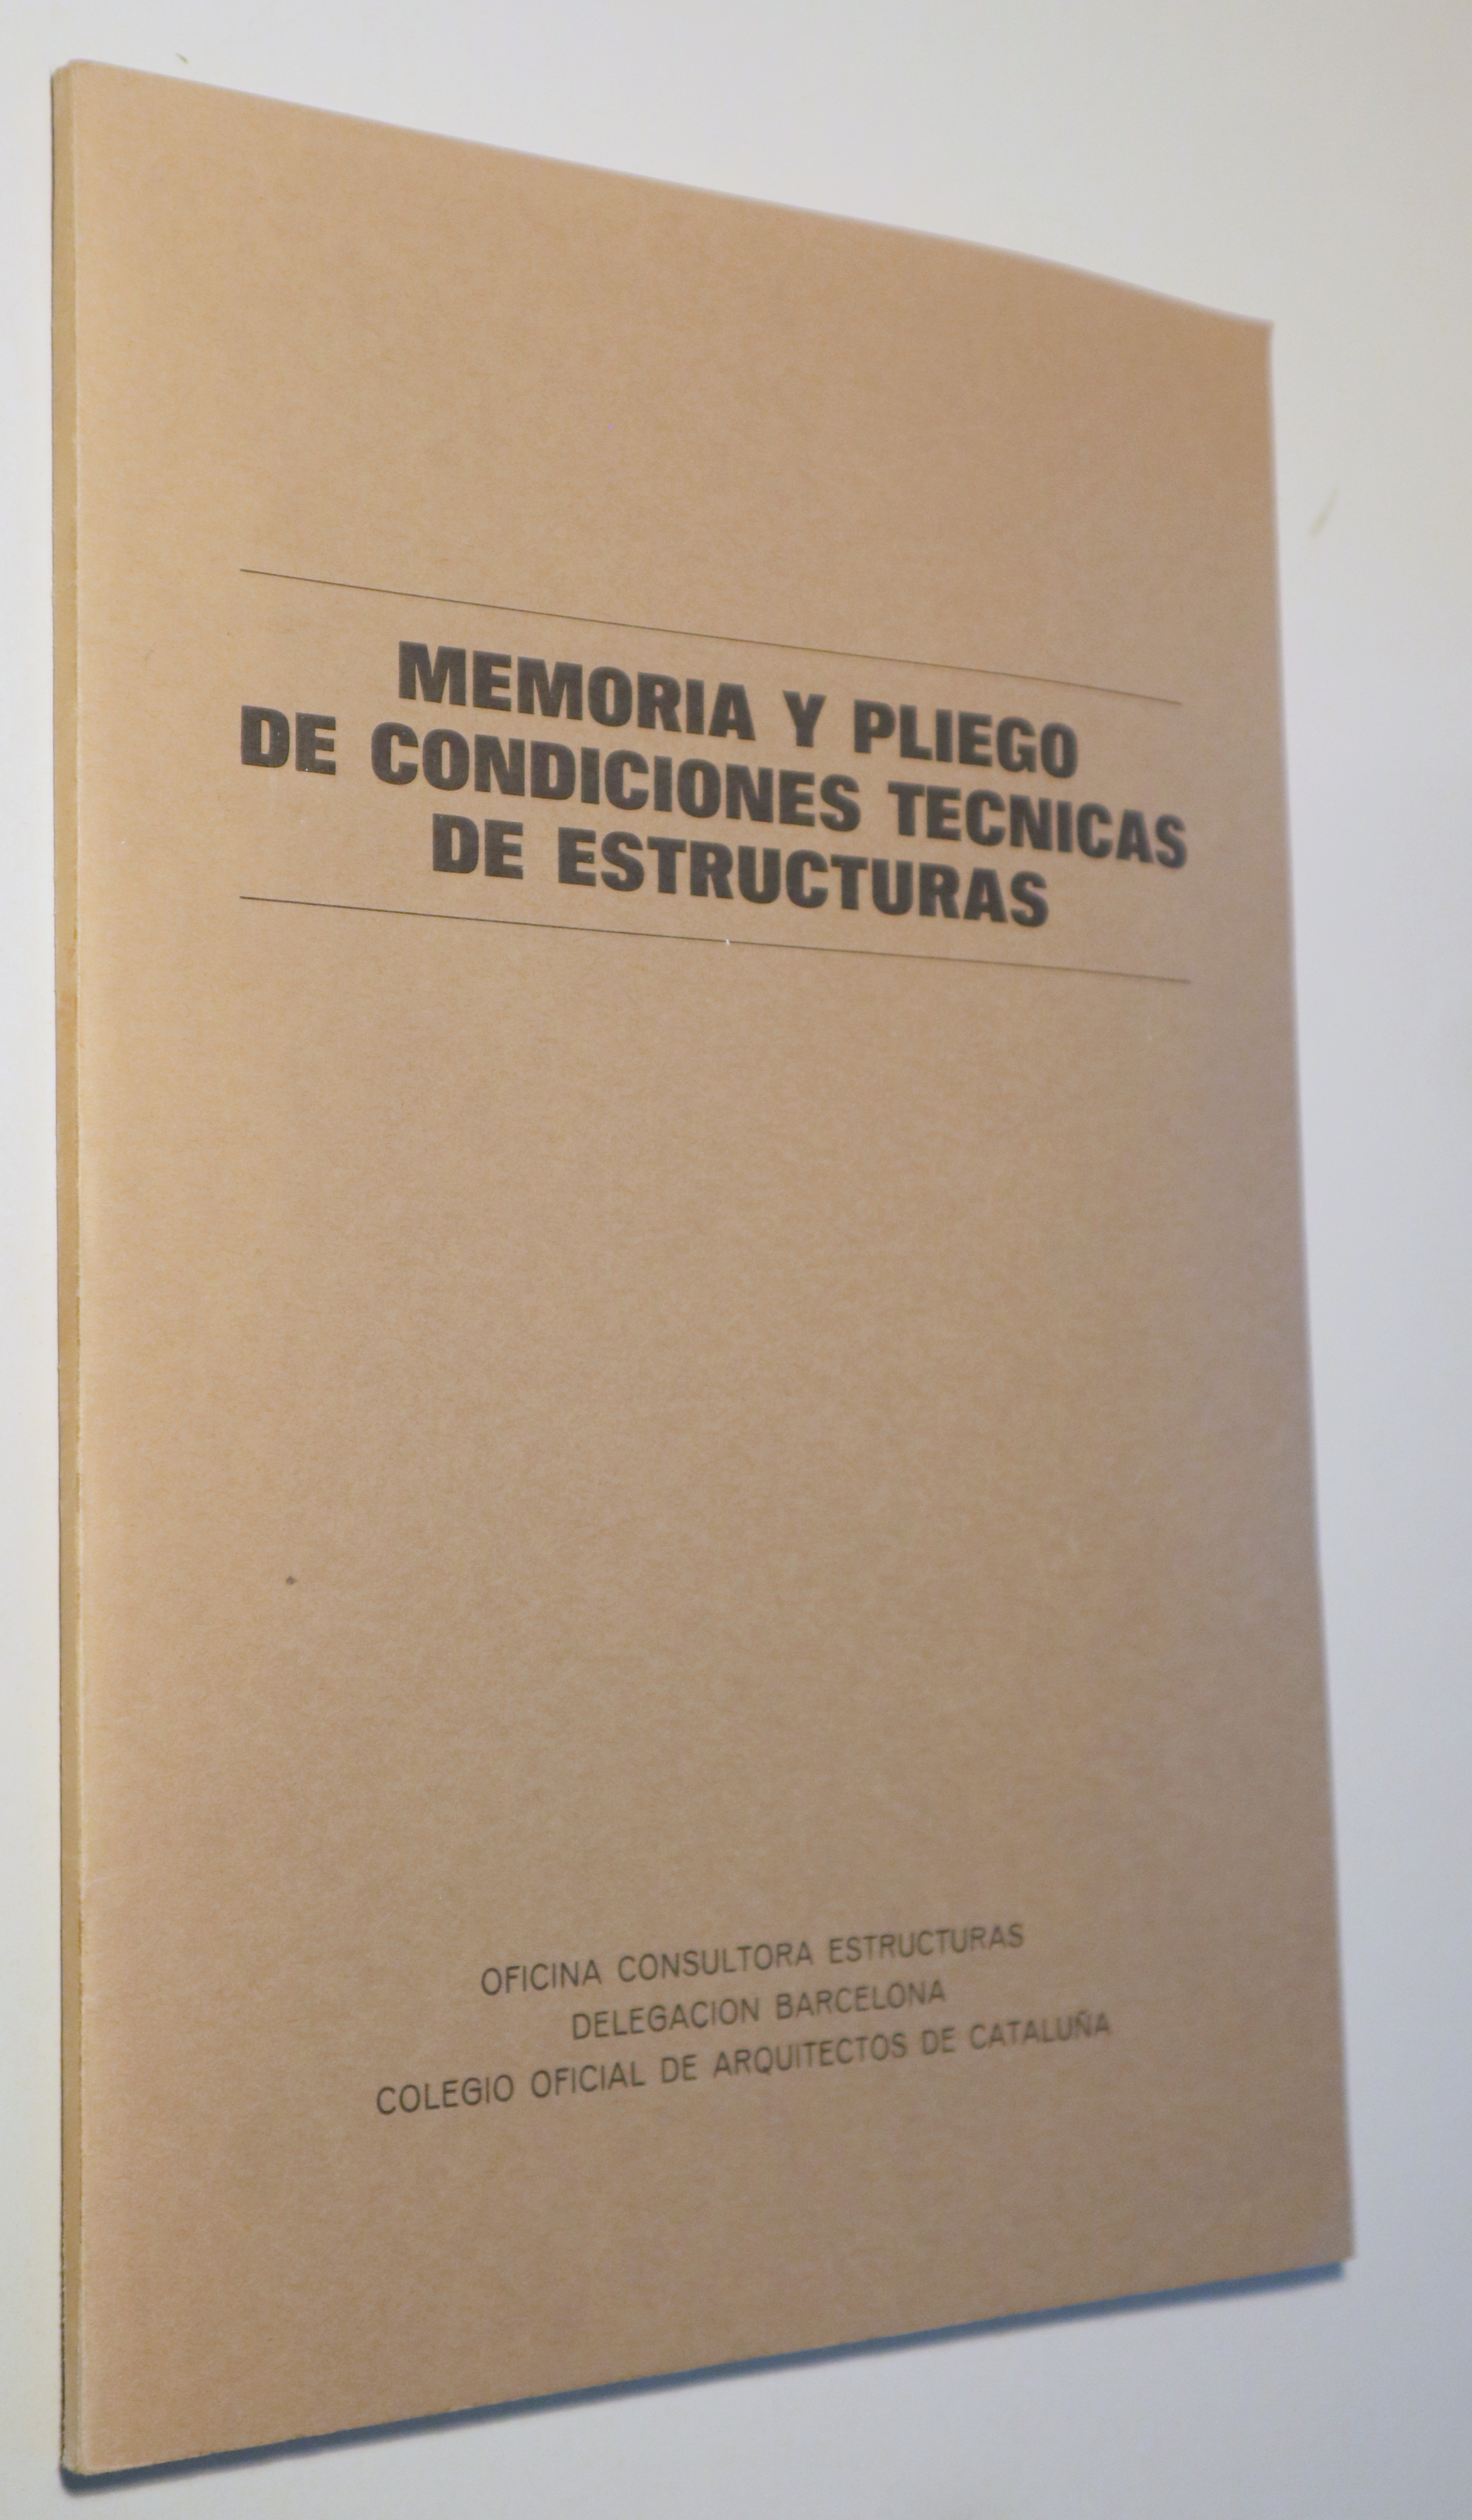 MEMORIA Y PLIEGO
DE CONDICIONES TECNICAS
DE ESTRUCTURAS
OFICINA CONSULTORA ESTRUCTURAS
DELEGACION BARCELONA
COLEGIO OFICIAL DE ARQUITECTOS DE CATALUÑA